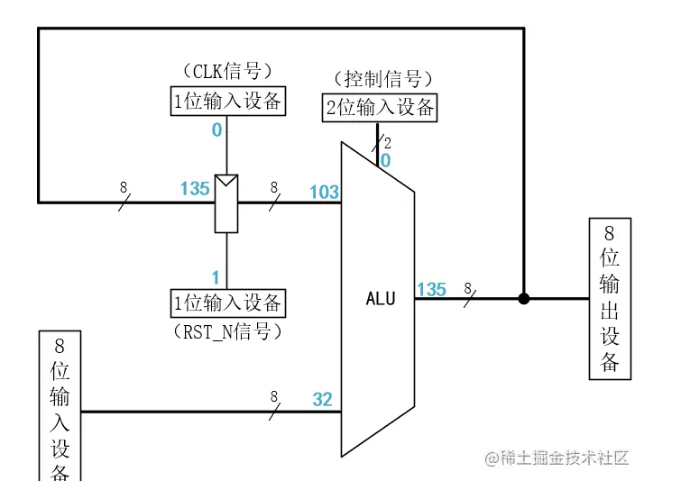 （CLK信号）
1位输入设备
0
（控制信号）
2位输入设备
2
0
8
135
8
103
1
1位输入设备
（RST_N信号）
ALU
135
8
8位输出设备
8位输入设备
8
32
@稀土掘金技术社区